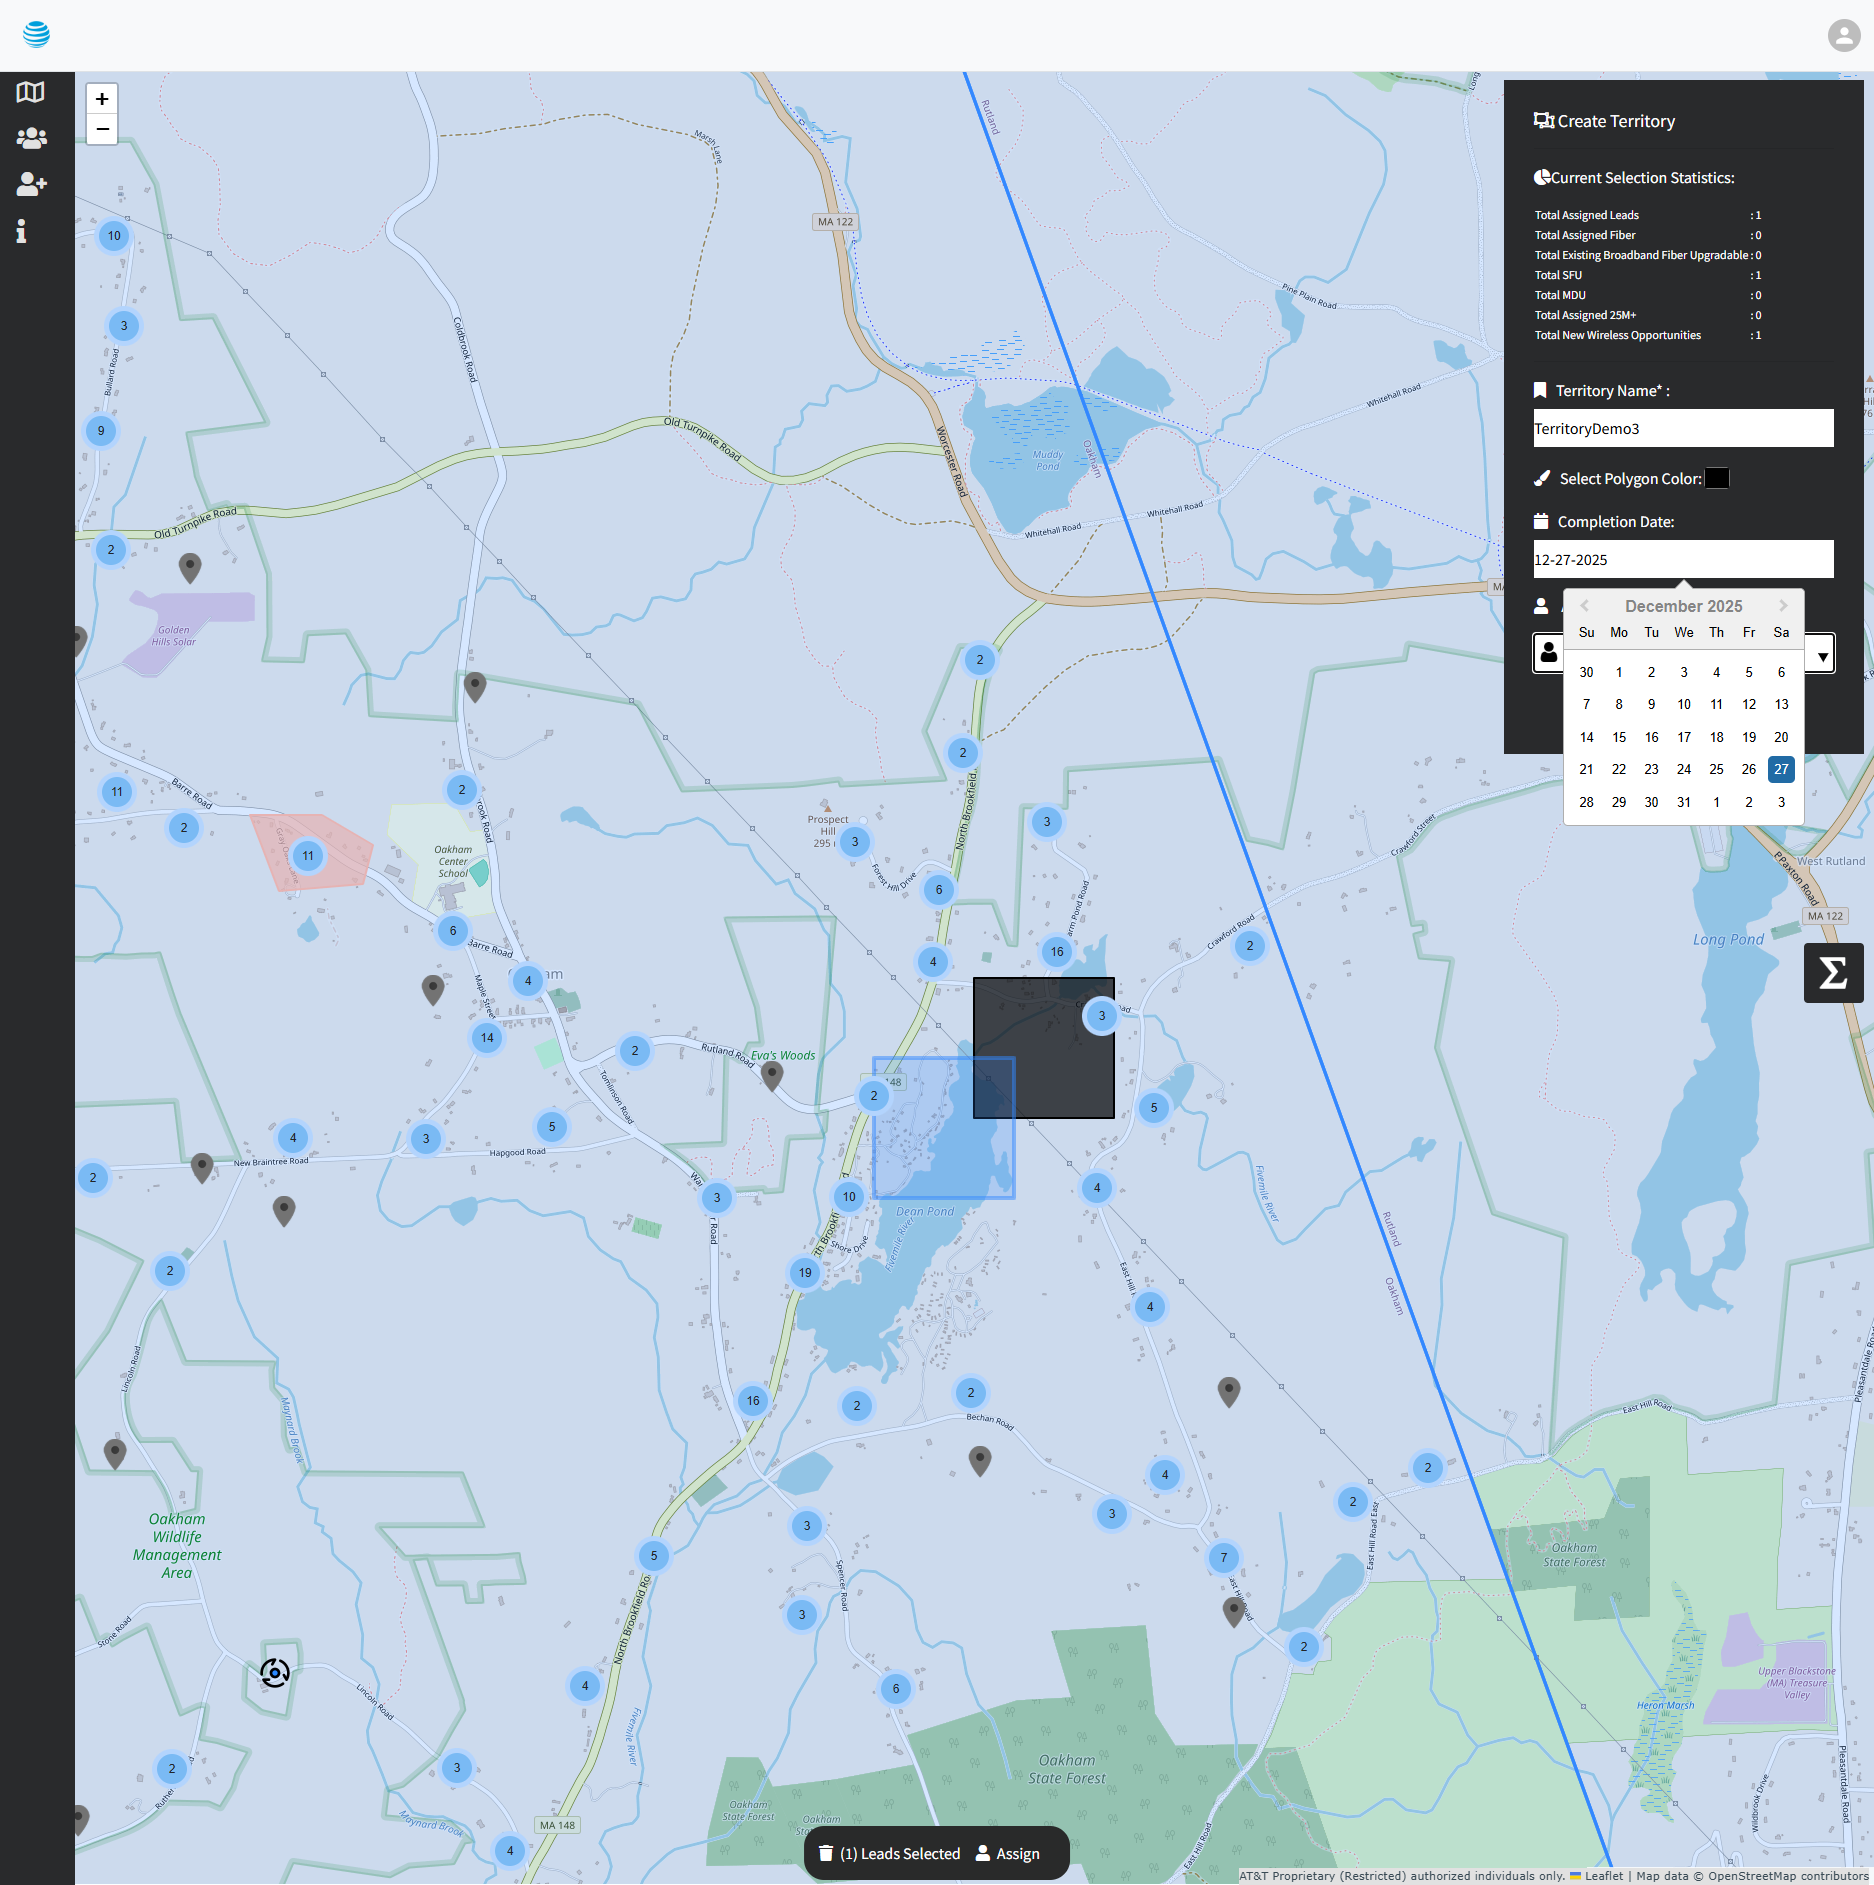 +
−
Create Territory
Current Selection Statistics:
Total Assigned Leads : 1
Total Assigned Fiber : 0
Total Existing Broadband Fiber Upgradable : 0
Total SFU : 1
Total MDU : 0
Total Assigned 25M+ : 0
Total New Wireless Opportunities : 1
Territory Name* :
TerritoryDemo3
Select Polygon Color:
Completion Date:
12-27-2025
December 2025
Su Mo Tu We Th Fr Sa
30 1 2 3 4 5 6
7 8 9 10 11 12 13
14 15 16 17 18 19 20
21 22 23 24 25 26 27
28 29 30 31 1 2 3
Rutland
Marsh Lane
MA 122
10
Pine Plain Road
3
Coldbrook Road
Bullard Road
Whitehall Road
9
Old Turnpike Road
Worcester Road
Muddy
Pond
Oakham
Whitehall Road
Whitehall Road
Old Turnpike Road
2
Golden
Hills Solar
2
2
11
Barre Road
2
2
North Brookfield
Prospect
Hill
295
3
3
Crawford Street
West Rutland
Paxton Road
11
Oakham
Center
School
Forest Hill Drive
6
MA 122
6
Barre Road
4
16
Crawford Road
2
Long Pond
4
Maple Street
3
14
2
Rutland Road
Eva's Woods
2
48
Tomlinson Road
5
4
3
5
Hapgood Road
New Braintree Road
2
3
10
4
Dean Pond
Fivemile River
Fivemile River
Rutland
Oakham
Shore Drive
2
19
East Hill
4
Lincoln Road
16
2
2
Bechan Road
East Hill Road
Maynard Brook
4
2
2
3
3
Oakham
Wildlife
Management
Area
5
7
East Hill Road East
Oakham
State Forest
Spencer Road
3
Stone Road
North Brookfield Ro
2
Lincoln Road
4
6
Upper Blackstone
(MA) Treasure
Valley
Heron Marsh
Fivemile River
2
3
Oakham
State Forest
Pleasantdale Road
Wildbrook Drive
Maynard Brook
MA 148
Oakham
State Forest
Oakham
4
East Hill Road
(1) Leads Selected Assign
AT&T Proprietary (Restricted) authorized individuals only. Leaflet | Map data © OpenStreetMap contributors